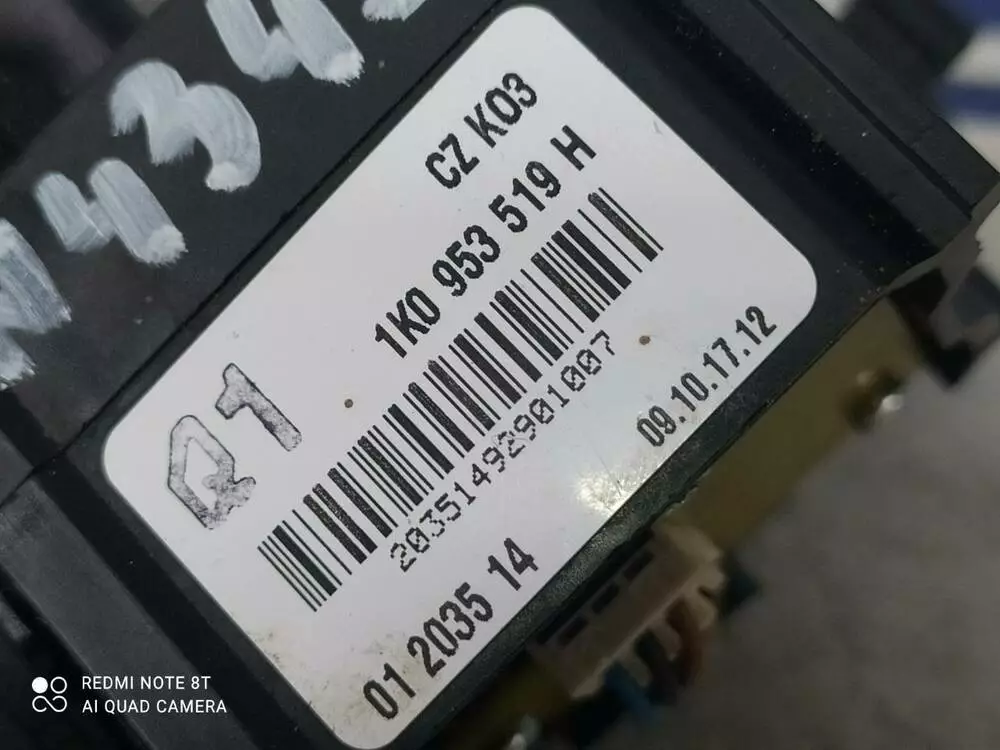 CZ K03
1K0 953 519 H
Q1
20351492901007
09.10.17.12
01 2035 14
REDMI NOTE 8T
AI QUAD CAMERA